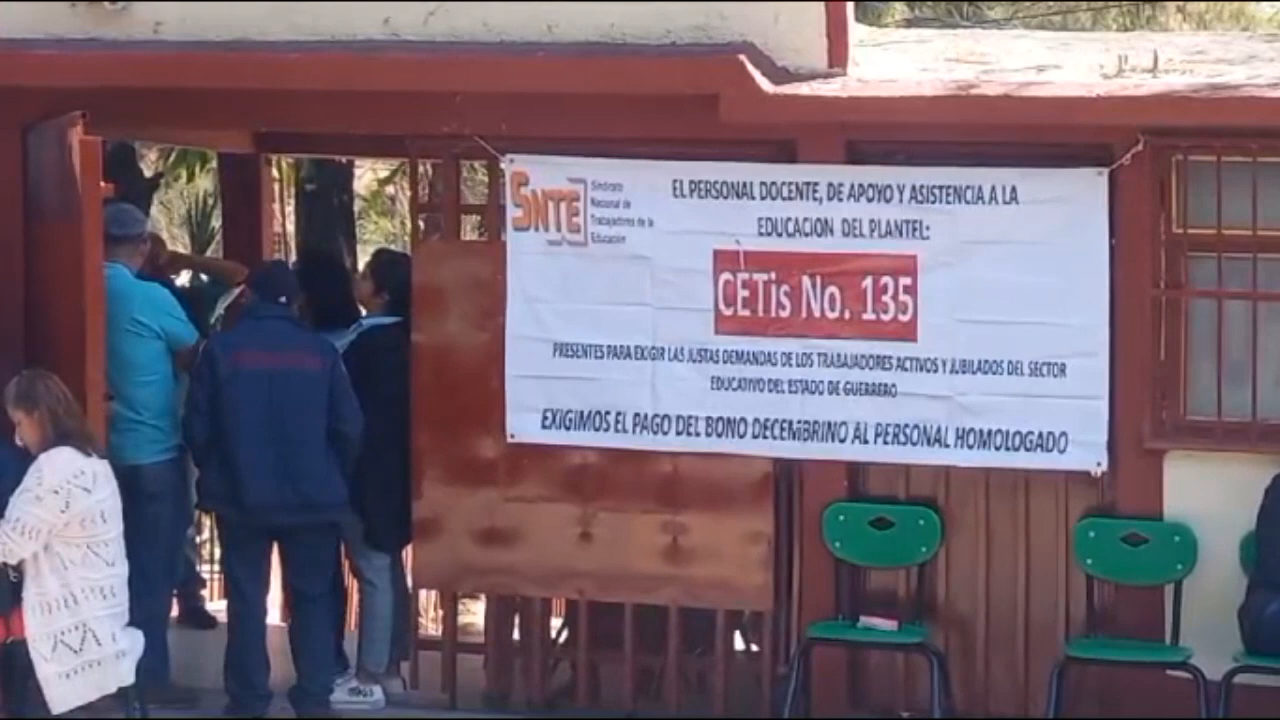 SNTE
Sindicato
Nacional de
Trabajadores de la
Educación
EL PERSONAL DOCENTE, DE APOYO Y ASISTENCIA A LA
EDUCACION DEL PLANTEL:
CETis No. 135
PRESENTES PARA EXIGIR LAS JUSTAS DEMANDAS DE LOS TRABAJADORES ACTIVOS Y JUBILADOS DEL SECTOR
EDUCATIVO DEL ESTADO DE GUERRERO
EXIGIMOS EL PAGO DEL BONO DECEMBRINO AL PERSONAL HOMOLOGADO